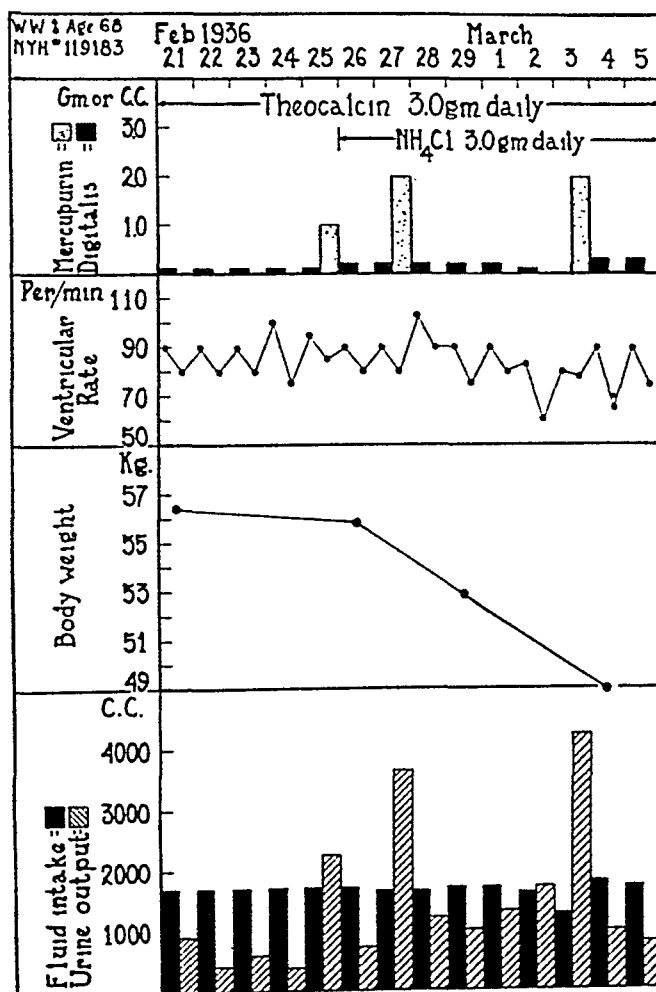 WW ♀ Age 68
NYH# 119183
Feb 1936
March
21 22 23 24 25 26 27 28 29 1 2 3 4 5
Gm or C.C.
Theocalcin 3.0gm daily
NH4Cl 3.0gm daily
3.0
2.0
1.0
Mercupurin =
Digitalis =
Per/min
110
90
70
50
Ventricular
Rate
Kg.
57
55
53
51
49
Body weight
C.C.
4000
3000
2000
1000
Fluid intake =
Urine output=